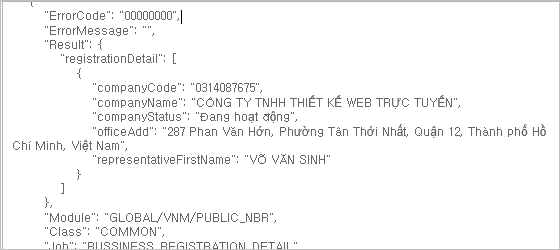 {
"ErrorCode": "00000000",
"ErrorMessage": "",
"Result": {
"registrationDetail": [
{
"companyCode": "0314087675",
"companyName": "CÔNG TY TNHH THIẾT KẾ WEB TRỰC TUYẾN",
"companyStatus": "Đang hoạt động",
"officeAdd": "287 Phan Văn Hớn, Phường Tân Thới Nhất, Quận 12, Thành phố Hồ
Chí Minh, Việt Nam",
"representativeFirstName": "VÕ VĂN SINH"
}
]
},
"Module": "GLOBAL/VNM/PUBLIC_NBR",
"Class": "COMMON",
"Job": "BUSSINESS_REGISTRATION_DETAIL"